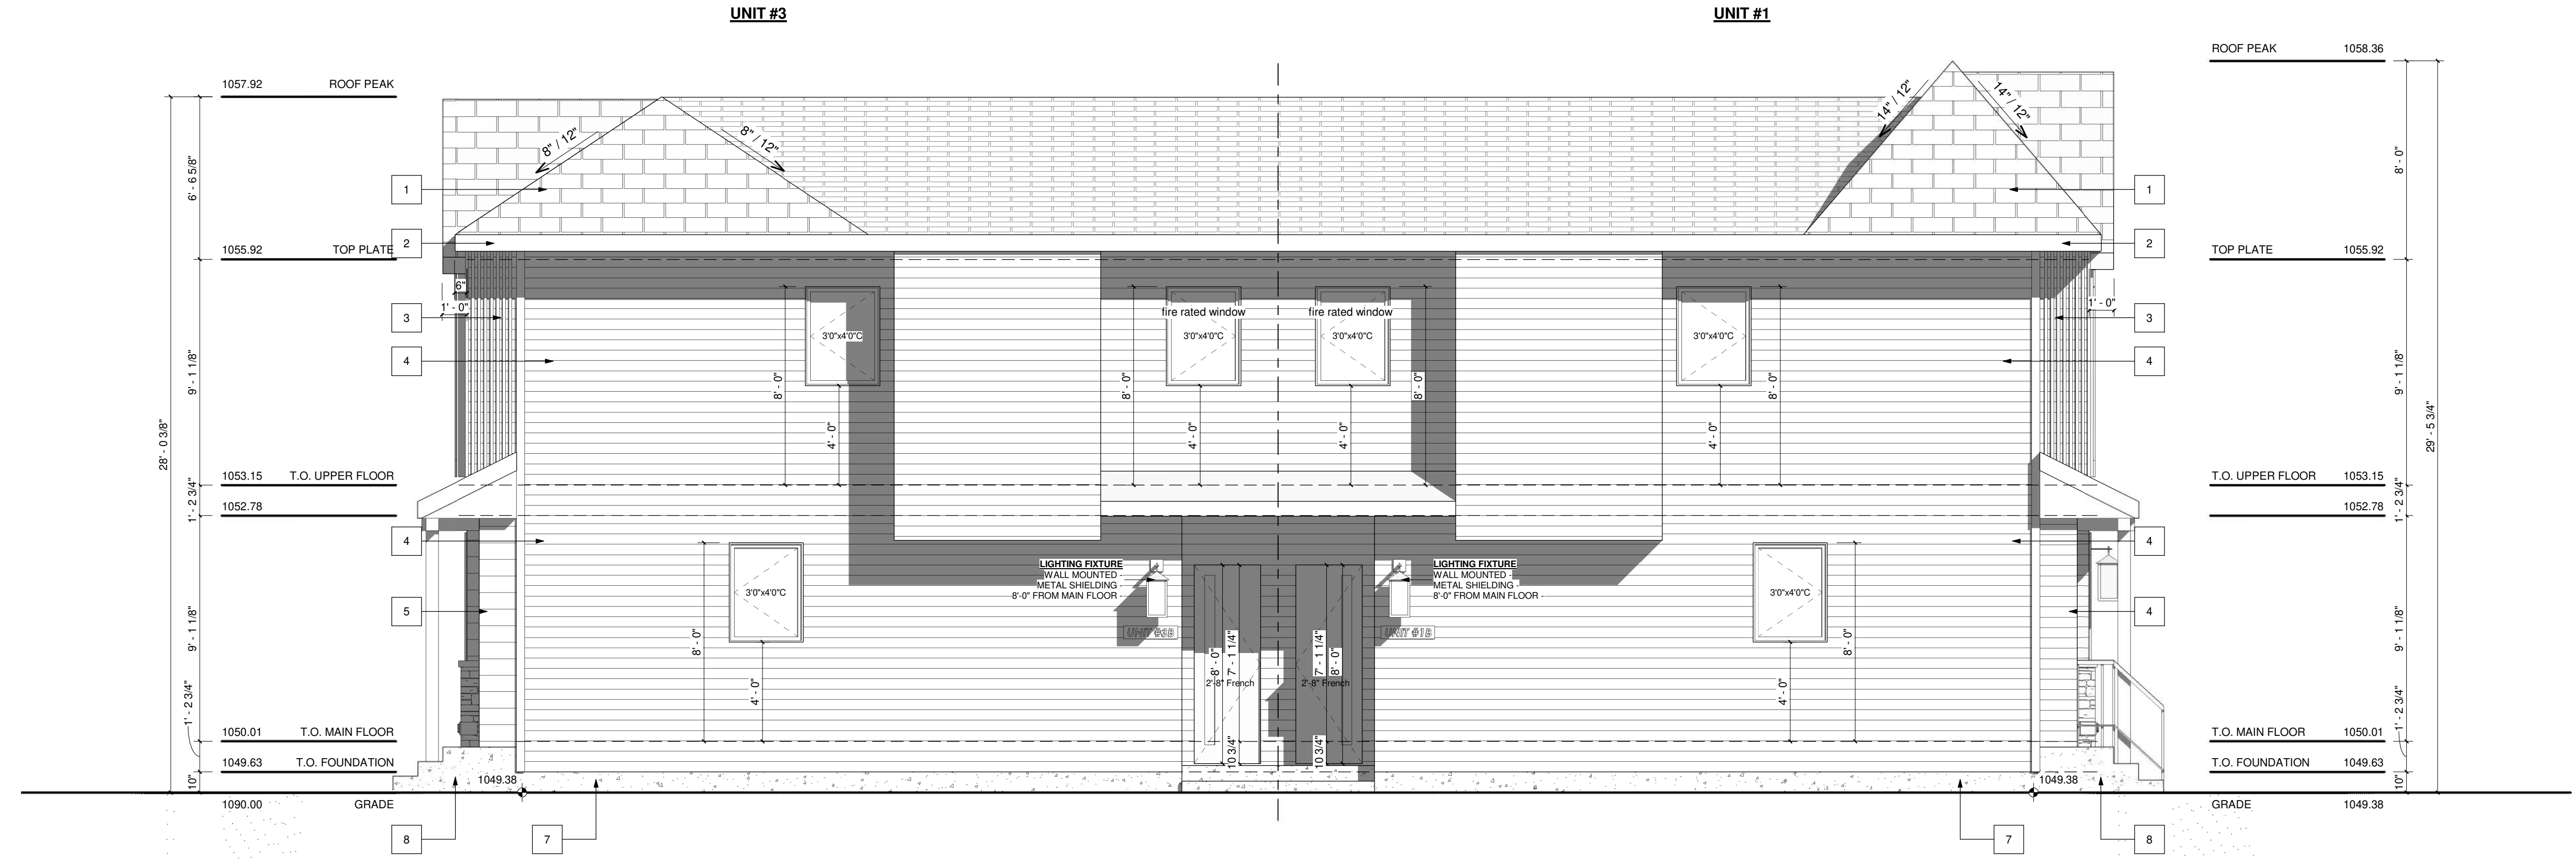 UNIT #3
UNIT #1
1057.92 ROOF PEAK
ROOF PEAK 1058.36
8" / 12"
8" / 12"
14" / 12"
14" / 12"
6' - 6 5/8"
8' - 0"
1
1
2
2
1055.92 TOP PLATE
TOP PLATE 1055.92
6"
1' - 0"
1' - 0"
3
3
fire rated window
fire rated window
3'0"x4'0"C
3'0"x4'0"C
3'0"x4'0"C
3'0"x4'0"C
4
4
9' - 1 1/8"
9' - 1 1/8"
8' - 0"
8' - 0"
8' - 0"
8' - 0"
4' - 0"
4' - 0"
4' - 0"
4' - 0"
28' - 0 3/8"
29' - 5 3/4"
1053.15 T.O. UPPER FLOOR
T.O. UPPER FLOOR 1053.15
1' - 2 3/4"
1' - 2 3/4"
1052.78
1052.78
4
4
LIGHTING FIXTURE
WALL MOUNTED -
METAL SHIELDING -
8'-0" FROM MAIN FLOOR -
LIGHTING FIXTURE
WALL MOUNTED -
METAL SHIELDING -
8'-0" FROM MAIN FLOOR -
3'0"x4'0"C
3'0"x4'0"C
5
4
9' - 1 1/8"
9' - 1 1/8"
UNIT #3B
UNIT #1B
8' - 0"
8' - 0"
7' - 1 1/4"
7' - 1 1/4"
8' - 0"
8' - 0"
2'-8" French
2'-8" French
4' - 0"
4' - 0"
1' - 2 3/4"
1' - 2 3/4"
1050.01 T.O. MAIN FLOOR
T.O. MAIN FLOOR 1050.01
10 3/4"
10 3/4"
1049.63 T.O. FOUNDATION
T.O. FOUNDATION 1049.63
10"
10"
1049.38
1049.38
1090.00 GRADE
GRADE 1049.38
8
7
7
8